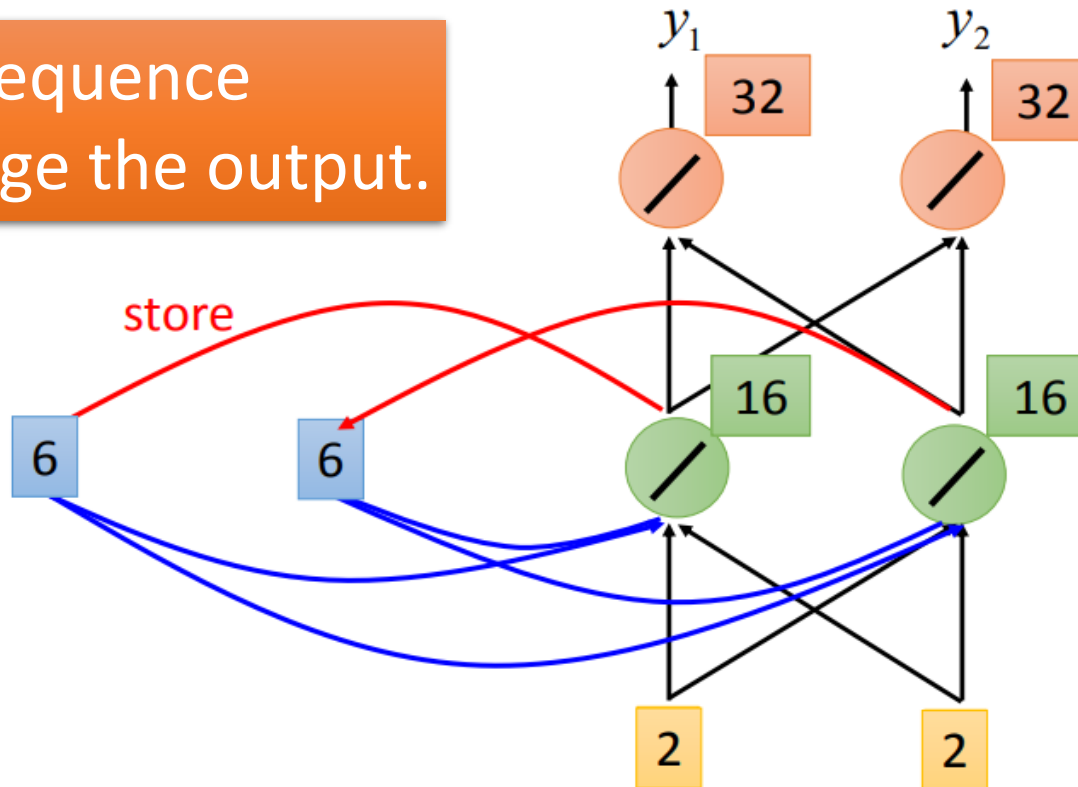 equence
ge the output.
y₁ y₂
32 32
store
16 16
6 6
2 2